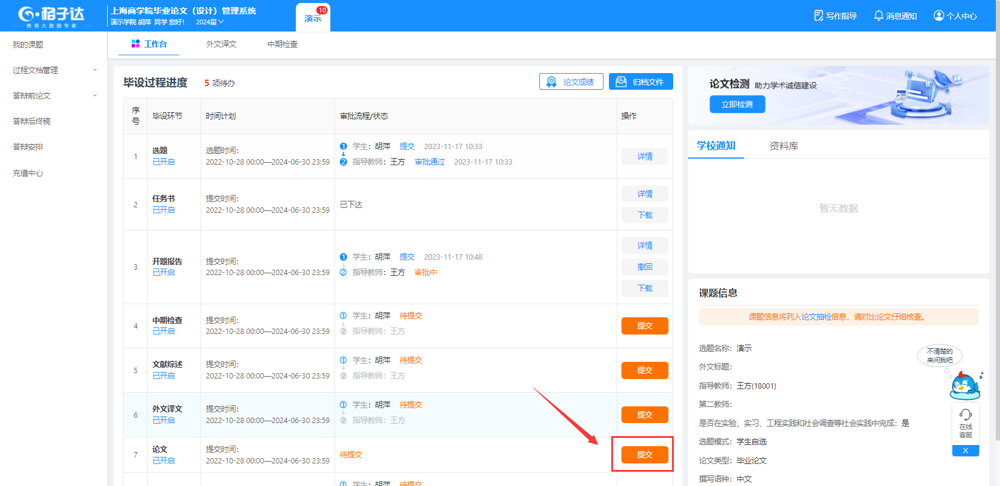 格子达
教育大数据专家
上海商学院毕业论文（设计）管理系统
演示学院 胡萍 同学 您好！ 2024届
演示
10
写作指导
消息通知
个人中心
我的课题
过程文档管理
答辩前论文
答辩后终稿
答辩安排
充值中心
工作台
外文译文
中期检查
毕设过程进度
5 项待办
论文成绩
归档文件
序号 毕设环节 时间计划 审批流程/状态 操作
1
选题
已开启
选题时间：
2022-10-28 00:00—2024-06-30 23:59
1 学生：胡萍 提交 2023-11-17 10:33
2 指导教师：王方 审批通过 2023-11-17 10:33
详情
2
任务书
已开启
提交时间：
2022-10-28 00:00—2024-06-30 23:59
已下达
详情
下载
3
开题报告
已开启
提交时间：
2022-10-28 00:00—2024-06-30 23:59
1 学生：胡萍 提交 2023-11-17 10:48
2 指导教师：王方 审批中
详情
撤回
下载
4
中期检查
已开启
提交时间：
2022-10-28 00:00—2024-06-30 23:59
1 学生：胡萍 待提交
2 指导教师：王方
提交
5
文献综述
已开启
提交时间：
2022-10-28 00:00—2024-06-30 23:59
1 学生：胡萍 待提交
2 指导教师：王方
提交
6
外文译文
已开启
提交时间：
2022-10-28 00:00—2024-06-30 23:59
1 学生：胡萍 待提交
2 指导教师：王方
提交
7
论文
已开启
提交时间：
2022-10-28 00:00—2024-06-30 23:59
待提交
提交
1 学生：胡萍 待提交
论文检测 助力学术诚信建设
立即检测
学校通知
资料库
暂无数据
课题信息
课题信息将列入论文抽检信息，请对比论文仔细核查。
选题名称：演示
外文标题：
指导教师：王方(18001)
第二教师：
是否在实验、实习、工程实践和社会调查等社会实践中完成：是
选题模式：学生自选
论文类型：毕业论文
撰写语种：中文
不清楚的
来问我吧
z z z
在线
客服
X